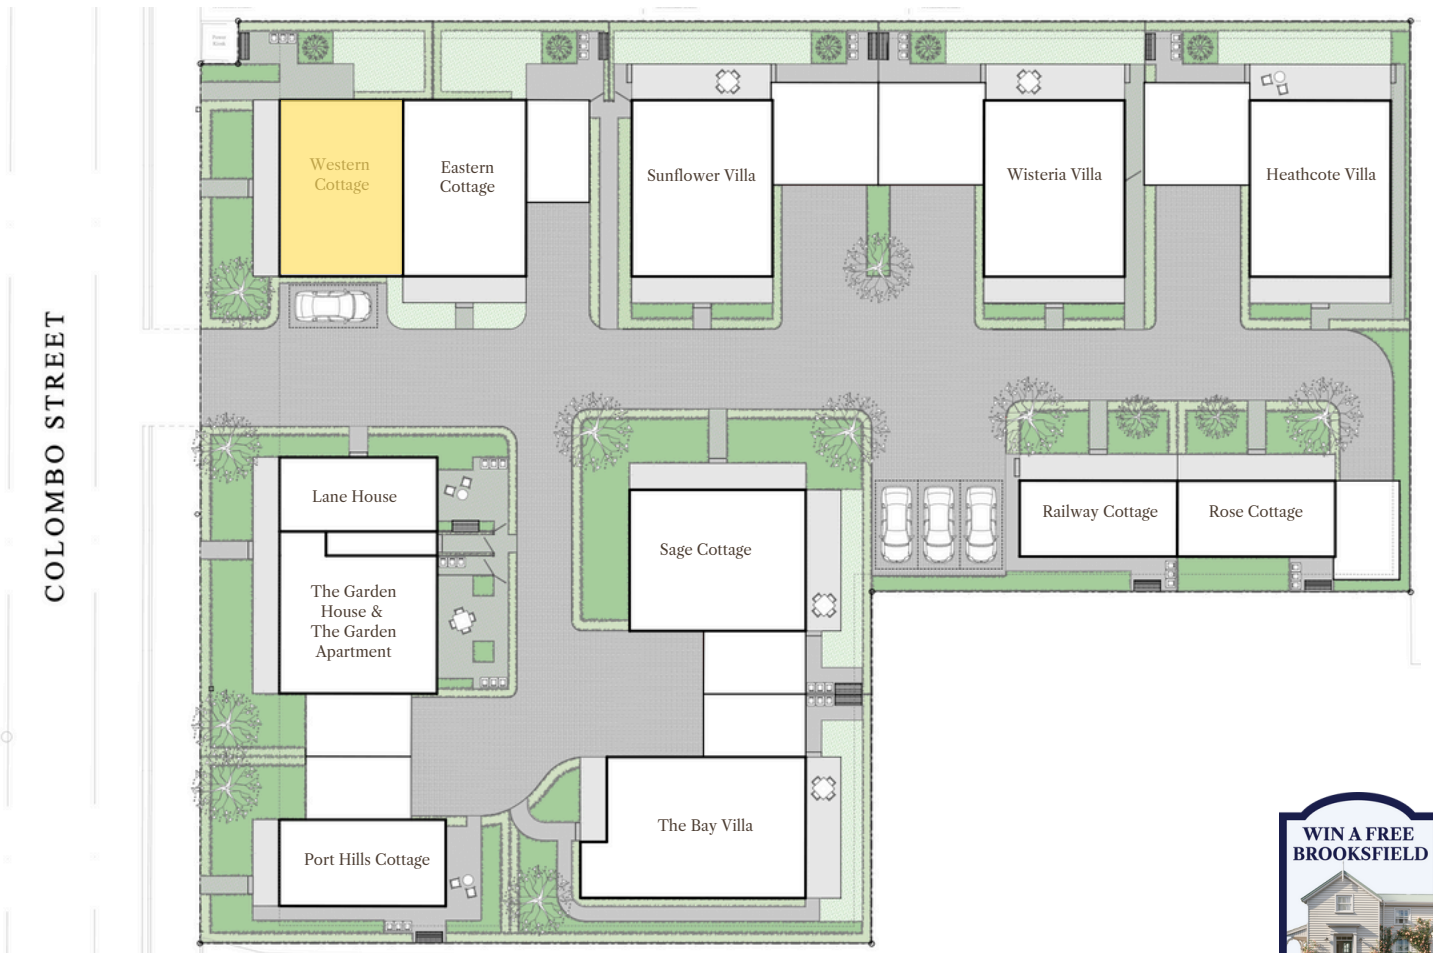 Western
Cottage
Eastern
Cottage
Sunflower Villa
Wisteria Villa
Heathcote Villa
COLOMBO STREET
Lane House
The Garden
House &
The Garden
Apartment
Sage Cottage
Railway Cottage
Rose Cottage
The Bay Villa
Port Hills Cottage
WIN A FREE
BROOKSFIELD